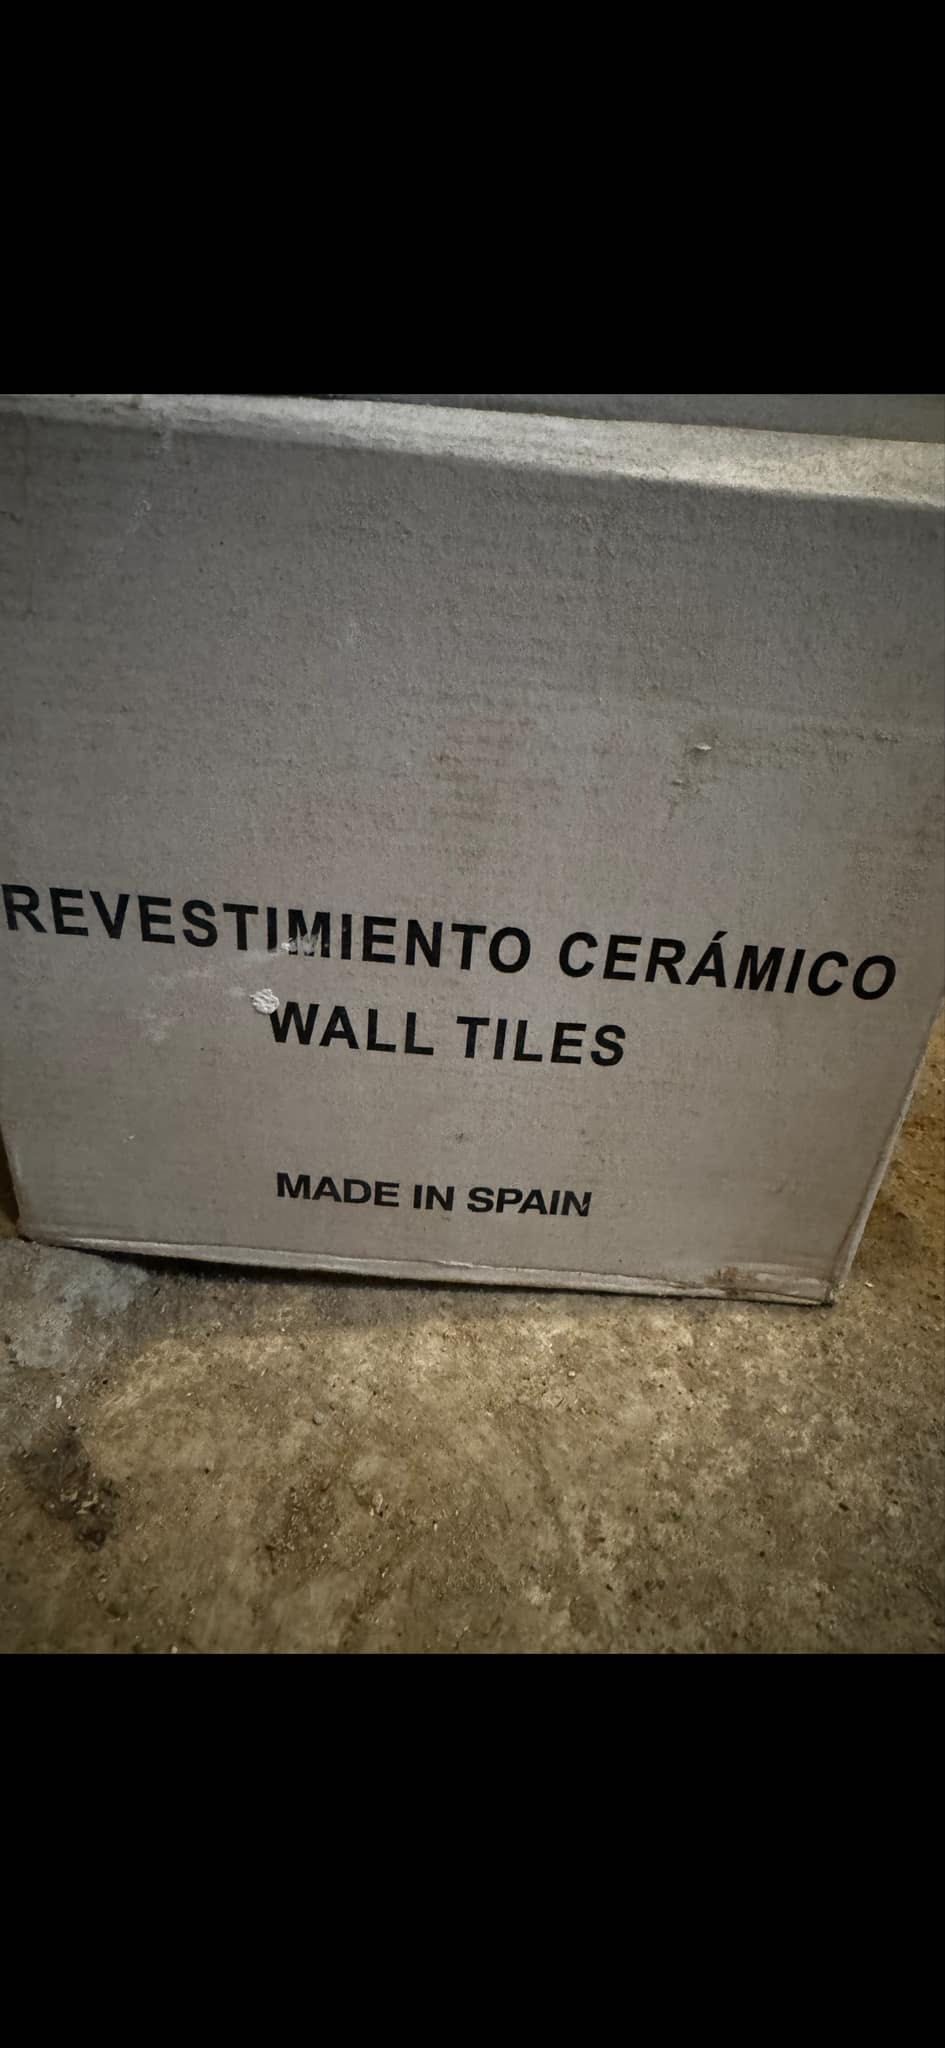 REVESTIMIENTO CERÁMICO
WALL TILES
MADE IN SPAIN